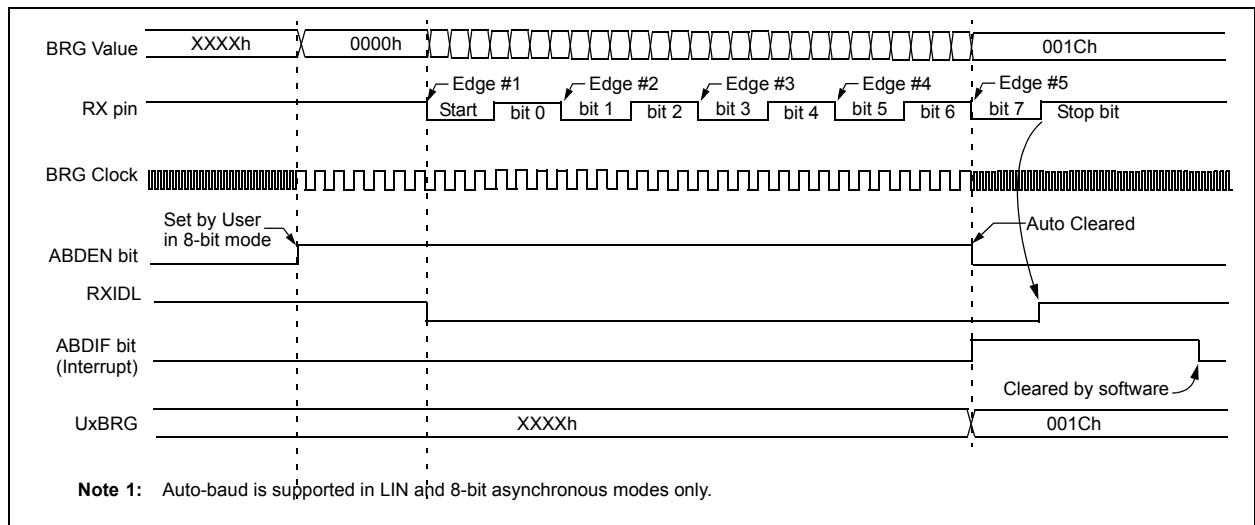 BRG Value XXXXh 0000h 001Ch
Edge #1 Edge #2 Edge #3 Edge #4 Edge #5
RX pin Start bit 0 bit 1 bit 2 bit 3 bit 4 bit 5 bit 6 bit 7 Stop bit
BRG Clock
Set by User
in 8-bit mode
Auto Cleared
ABDEN bit
RXIDL
ABDIF bit
(Interrupt)
Cleared by software
UxBRG XXXXh 001Ch
Note 1: Auto-baud is supported in LIN and 8-bit asynchronous modes only.